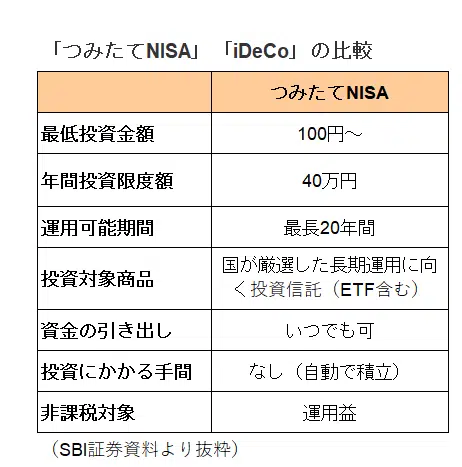 「つみたてNISA」「iDeCo」の比較
つみたてNISA
最低投資金額 100円～
年間投資限度額 40万円
運用可能期間 最長20年間
投資対象商品 国が厳選した長期運用に向
く投資信託（ETF含む）
資金の引き出し いつでも可
投資にかかる手間 なし（自動で積立）
非課税対象 運用益
（SBI証券資料より抜粋）